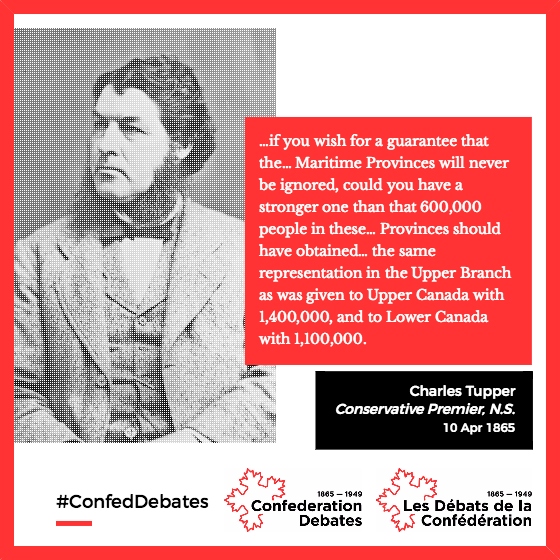 ...if you wish for a guarantee that
the... Maritime Provinces will never
be ignored, could you have a
stronger one than that 600,000
people in these... Provinces should
have obtained... the same
representation in the Upper Branch
as was given to Upper Canada with
1,400,000, and to Lower Canada
with 1,100,000.
Charles Tupper
Conservative Premier, N.S.
10 Apr 1865
#ConfedDebates
1865 — 1949
Confederation
Debates
1865 — 1949
Les Débats de la
Confédération